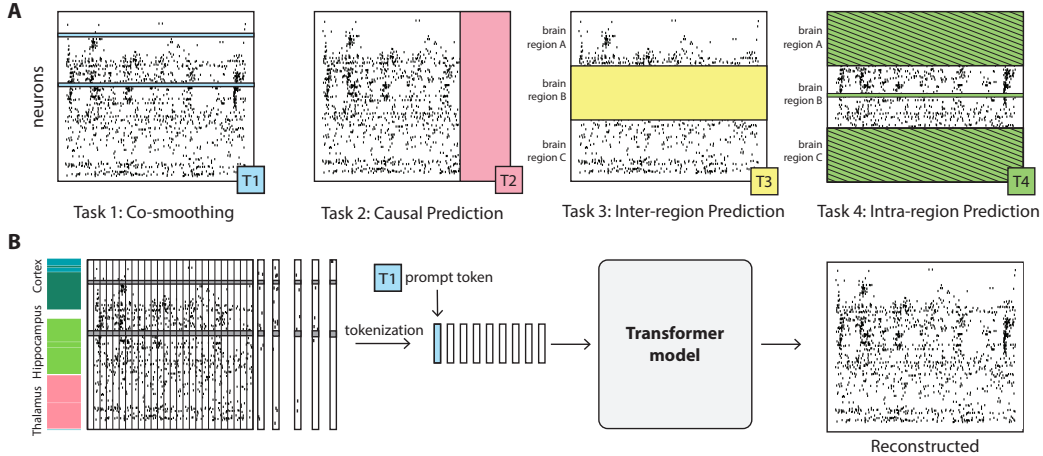 A
neurons
T1
Task 1: Co-smoothing
T2
Task 2: Causal Prediction
brain
region A
brain
region B
brain
region C
T3
Task 3: Inter-region Prediction
brain
region A
brain
region B
brain
region C
T4
Task 4: Intra-region Prediction
B
Cortex
Hippocampus
Thalamus
tokenization
T1
prompt token
Transformer
model
Reconstructed